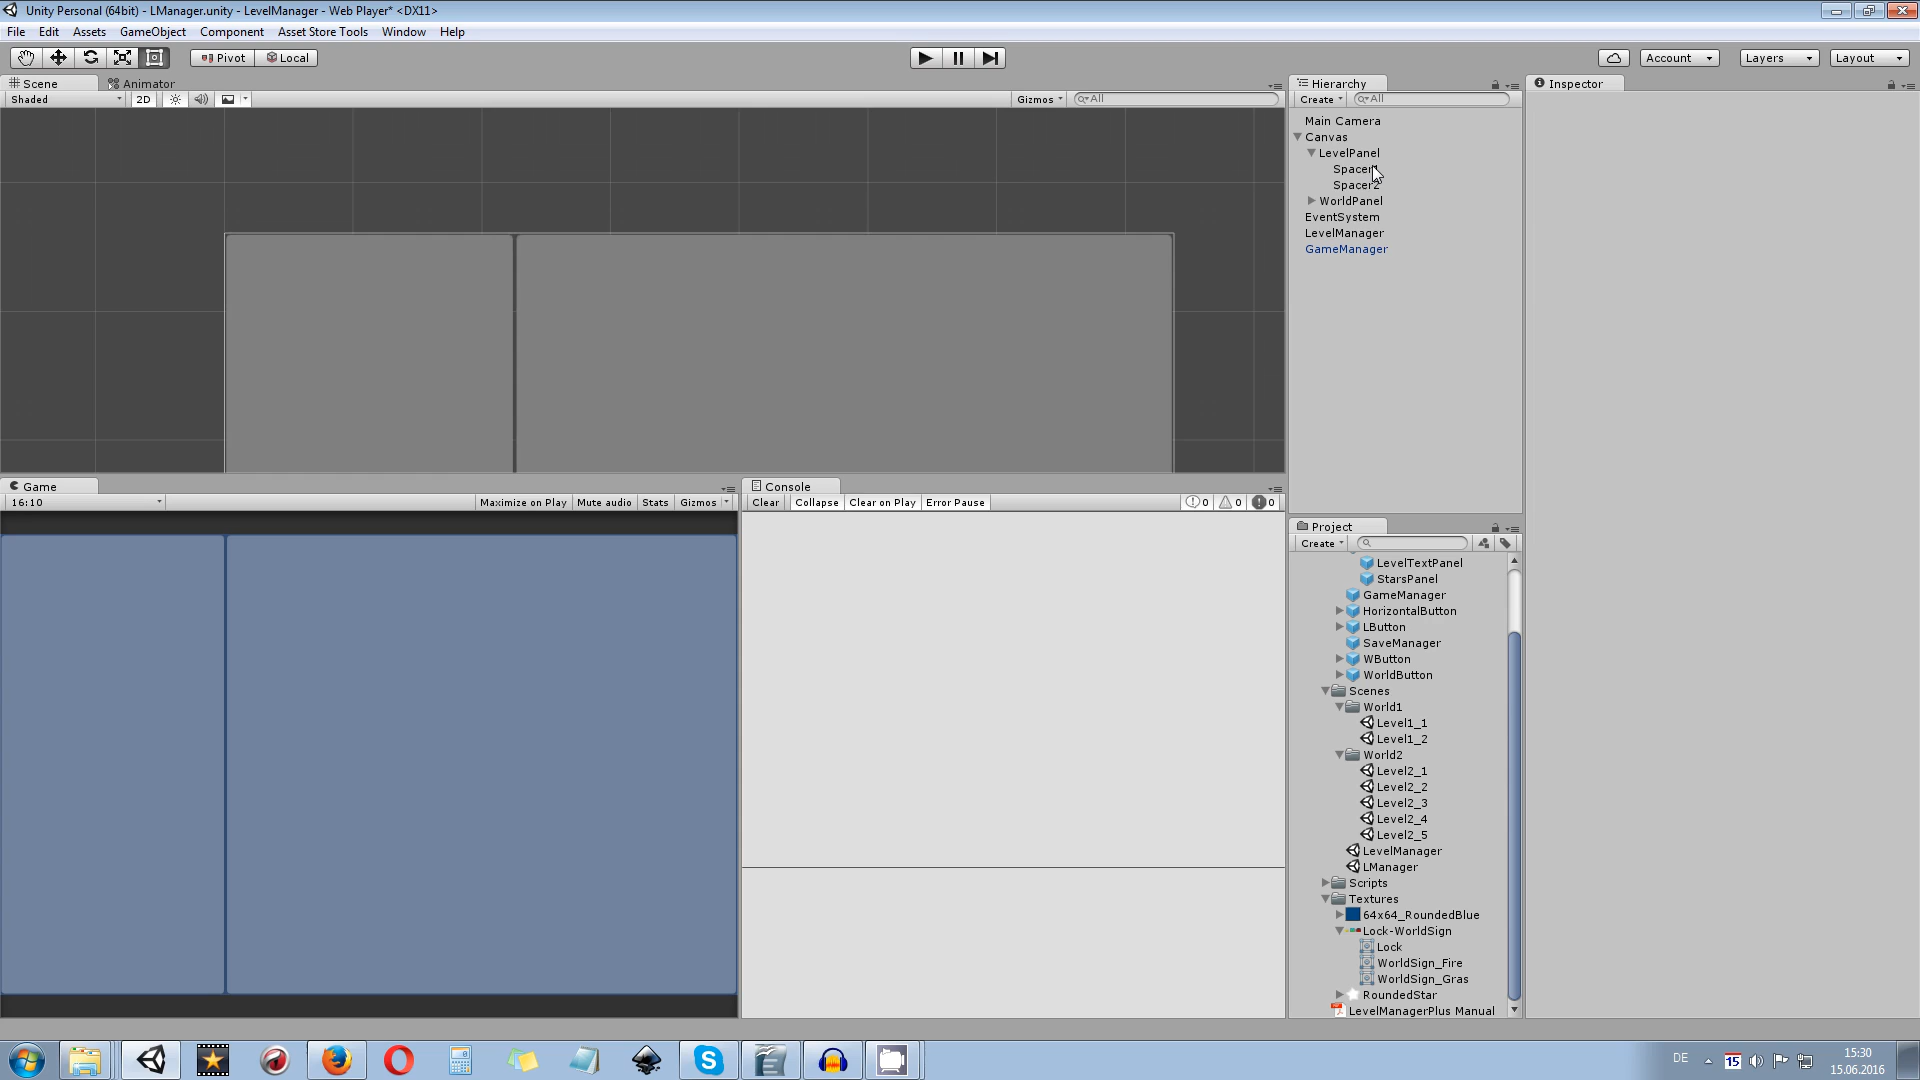 Unity Personal (64bit) - LManager.unity - LevelManager - Web Player* <DX11>
File Edit Assets GameObject Component Asset Store Tools Window Help
Pivot Local Account Layers Layout
Scene Animator Hierarchy Inspector
Shaded 2D Gizmos All Create All
Main Camera
Canvas
LevelPanel
Spacer
Spacer2
WorldPanel
EventSystem
LevelManager
GameManager
Game Console
16:10 Maximize on Play Mute audio Stats Gizmos Clear Collapse Clear on Play Error Pause 0 0 0
Project
Create
LevelTextPanel
StarsPanel
GameManager
HorizontalButton
LButton
SaveManager
WButton
WorldButton
Scenes
World1
Level1_1
Level1_2
World2
Level2_1
Level2_2
Level2_3
Level2_4
Level2_5
LevelManager
LManager
Scripts
Textures
64x64_RoundedBlue
Lock-WorldSign
Lock
WorldSign_Fire
WorldSign_Gras
RoundedStar
LevelManagerPlus Manual
DE 15 15:30
15.06.2016